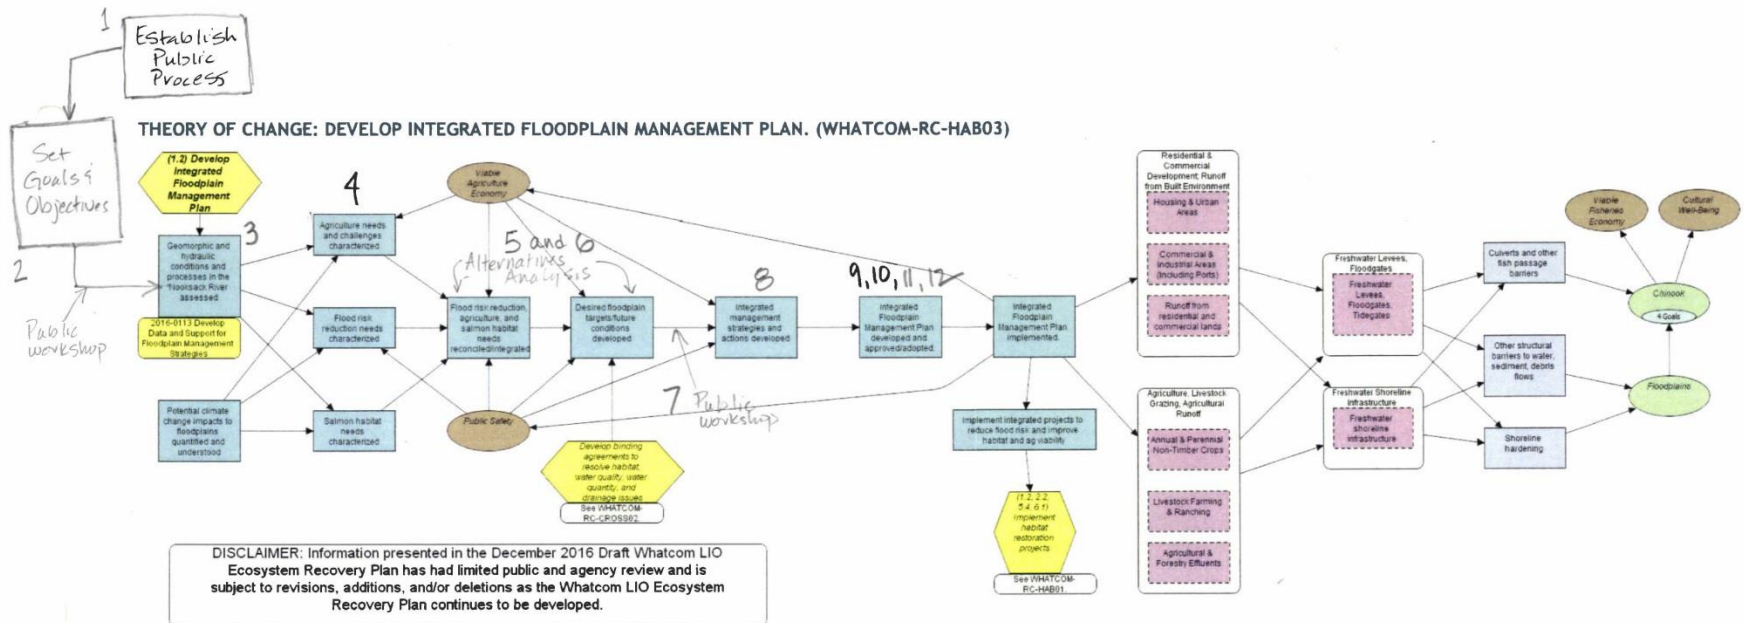 1
Establish
Public
Process
Set
Goals &
Objectives
2
Public
workshop
THEORY OF CHANGE: DEVELOP INTEGRATED FLOODPLAIN MANAGEMENT PLAN. (WHATCOM-RC-HAB03)
(1.2) Develop
Integrated
Floodplain
Management
Plan
3
Geomorphic and
hydraulic
conditions and
processes in the
Nooksack River
assessed
2016-0113 Develop
Data and Support for
Floodplain Management
Strategies
Potential climate
change impacts to
floodplains
quantified and
understood
4
Agriculture needs
and challenges
characterized
Flood risk
reduction needs
characterized
Salmon habitat
needs
characterized
Viable
Agriculture
Economy
5 and 6
Alternatives
Analysis
Flood risk reduction,
agriculture, and
salmon habitat
needs
reconciled/integrated
Public Safety
Desired floodplain
targets/future
conditions
developed
Develop binding
agreements to
resolve habitat,
water quality, water
quantity, and
drainage issues
See WHATCOM-
RC-CROSS02.
7 Public
workshop
8
Integrated
management
strategies and
actions developed
9,10,11,12
Integrated
Floodplain
Management Plan
developed and
approved/adopted.
Integrated
Floodplain
Management Plan
implemented.
Implement integrated projects to
reduce flood risk and improve
habitat and ag viability
(1.2, 2.2,
5.4, 6.1)
Implement
habitat
restoration
projects
See WHATCOM-
RC-HAB01.
Residential &
Commercial
Development; Runoff
from Built Environment
Housing & Urban
Areas
Commercial &
Industrial Areas
(Including Ports)
Runoff from
residential and
commercial lands
Agriculture, Livestock
Grazing, Agricultural
Runoff
Annual & Perennial
Non-Timber Crops
Livestock Farming
& Ranching
Agricultural &
Forestry Effluents
Freshwater Levees,
Floodgates
Freshwater
Levees,
Floodgates,
Tidegates
Freshwater Shoreline
Infrastructure
Freshwater
shoreline
infrastructure
Culverts and other
fish passage
barriers
Other structural
barriers to water,
sediment, debris
flows
Shoreline
hardening
Viable
Fisheries
Economy
Cultural
Well-Being
Chinook
4 Goals
Floodplains
DISCLAIMER: Information presented in the December 2016 Draft Whatcom LIO
Ecosystem Recovery Plan has had limited public and agency review and is
subject to revisions, additions, and/or deletions as the Whatcom LIO Ecosystem
Recovery Plan continues to be developed.